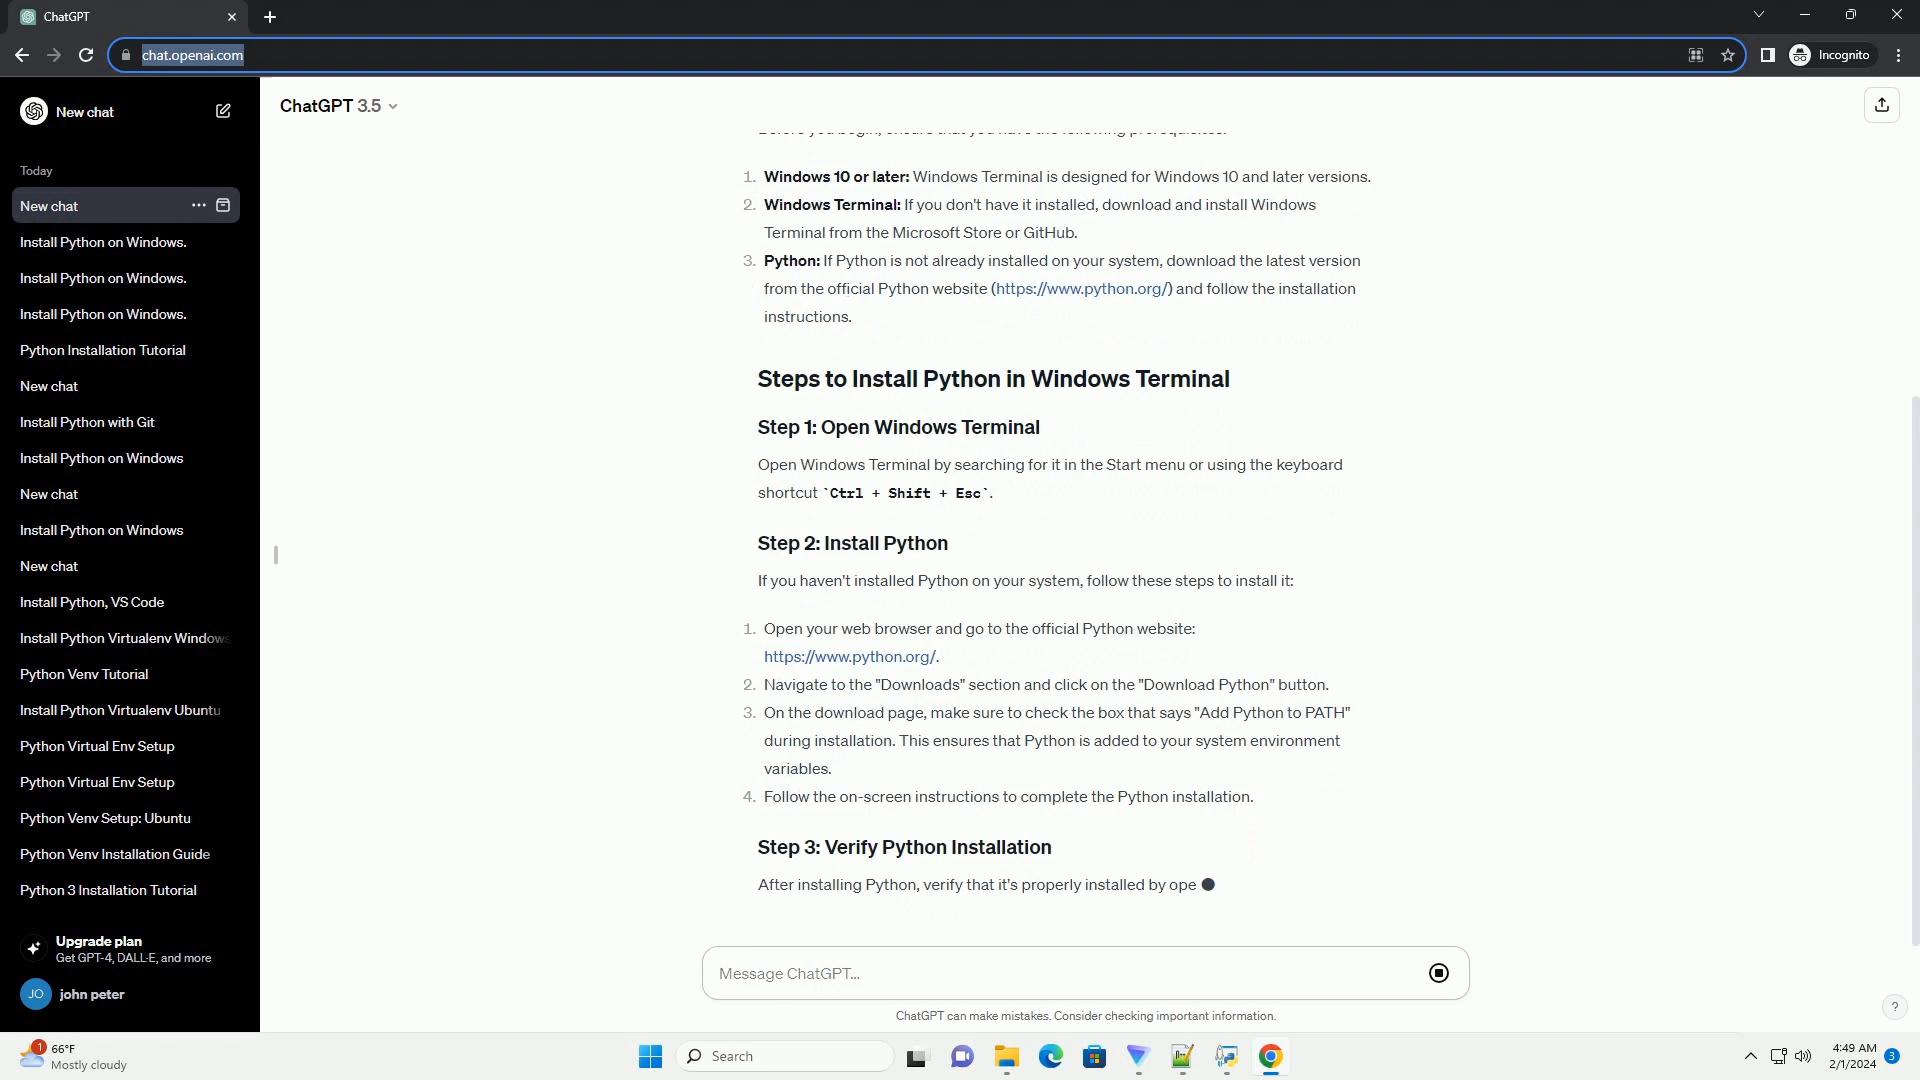 ChatGPT
chat.openai.com
Incognito
New chat
Today
New chat
Install Python on Windows.
Install Python on Windows.
Install Python on Windows.
Python Installation Tutorial
New chat
Install Python with Git
Install Python on Windows
New chat
Install Python on Windows
New chat
Install Python, VS Code
Install Python Virtualenv Windows
Python Venv Tutorial
Install Python Virtualenv Ubuntu
Python Virtual Env Setup
Python Virtual Env Setup
Python Venv Setup: Ubuntu
Python Venv Installation Guide
Python 3 Installation Tutorial
Upgrade plan
Get GPT-4, DALL·E, and more
JO john peter
ChatGPT 3.5
Before you begin, ensure that you have the following prerequisites:
1. Windows 10 or later: Windows Terminal is designed for Windows 10 and later versions.
2. Windows Terminal: If you don't have it installed, download and install Windows
Terminal from the Microsoft Store or GitHub.
3. Python: If Python is not already installed on your system, download the latest version
from the official Python website (https://www.python.org/) and follow the installation
instructions.
Steps to Install Python in Windows Terminal
Step 1: Open Windows Terminal
Open Windows Terminal by searching for it in the Start menu or using the keyboard
shortcut `Ctrl + Shift + Esc`.
Step 2: Install Python
If you haven't installed Python on your system, follow these steps to install it:
1. Open your web browser and go to the official Python website:
https://www.python.org/.
2. Navigate to the "Downloads" section and click on the "Download Python" button.
3. On the download page, make sure to check the box that says "Add Python to PATH"
during installation. This ensures that Python is added to your system environment
variables.
4. Follow the on-screen instructions to complete the Python installation.
Step 3: Verify Python Installation
After installing Python, verify that it's properly installed by ope
Message ChatGPT...
ChatGPT can make mistakes. Consider checking important information.
?
1
66°F
Mostly cloudy
Search
4:49 AM
2/1/2024
3